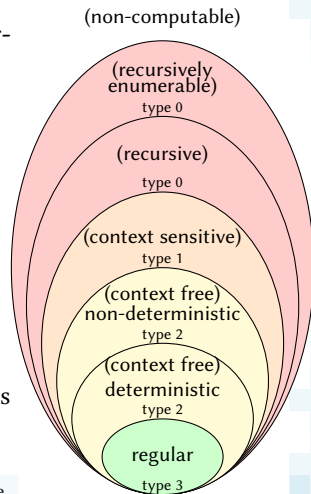 (non-computable)
r-
(recursively
enumerable)
type 0
(recursive)
type 0
(context sensitive)
type 1
(context free)
non-deterministic
type 2
(context free)
deterministic
type 2
s
regular
type 3
e